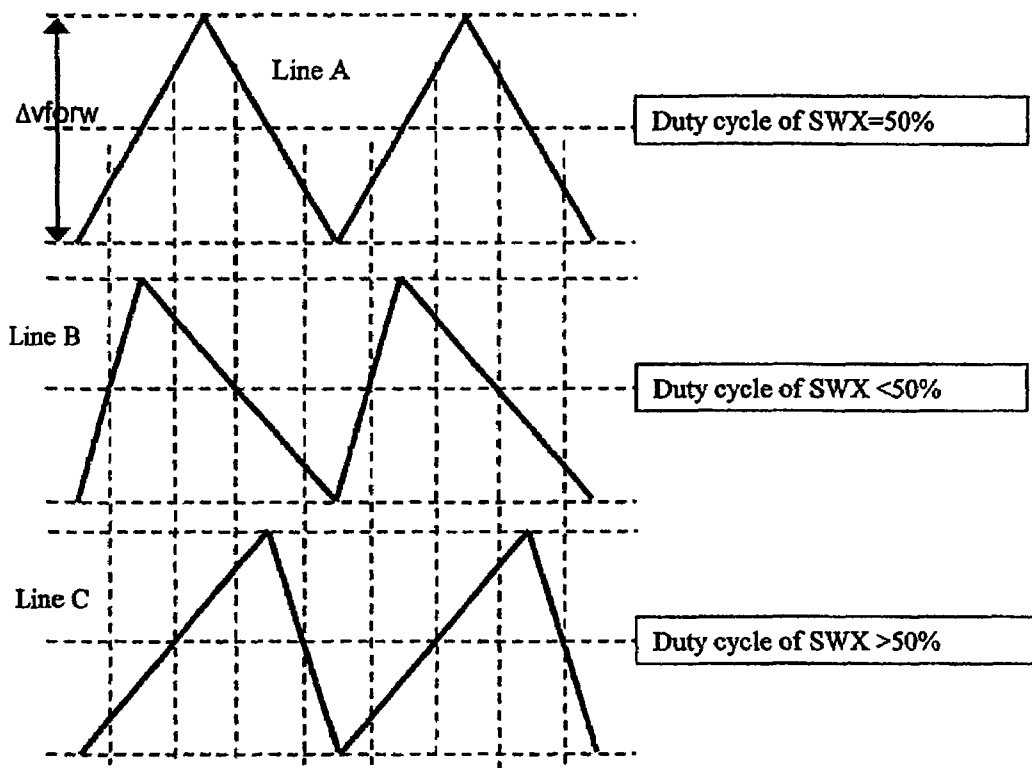 Line A
Δvforw
Duty cycle of SWX=50%
Line B
Duty cycle of SWX <50%
Line C
Duty cycle of SWX >50%